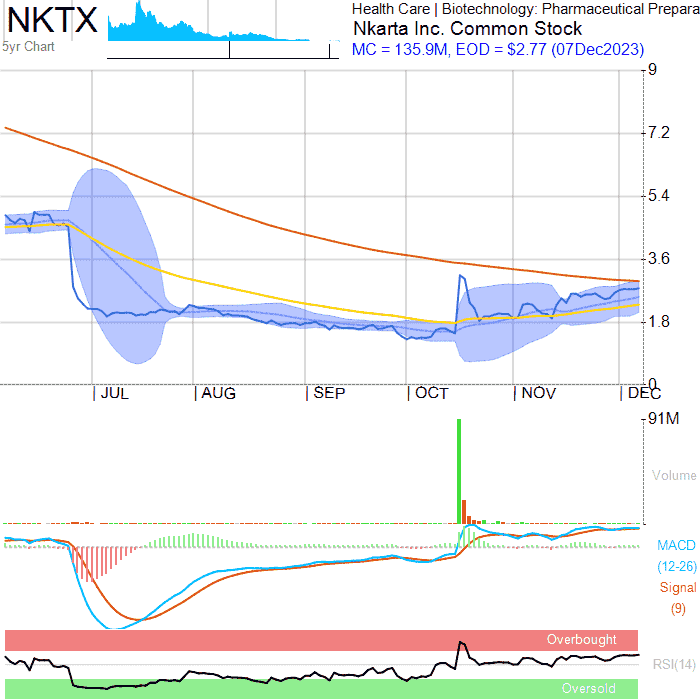 NKTX
5yr Chart
Health Care | Biotechnology: Pharmaceutical Prepara
Nkarta Inc. Common Stock
MC = 135.9M, EOD = $2.77 (07Dec2023)
9
7.2
5.4
3.6
1.8
0
JUL AUG SEP OCT NOV DEC
91M
Volume
MACD
(12-26)
Signal
(9)
Overbought
RSI(14)
Oversold